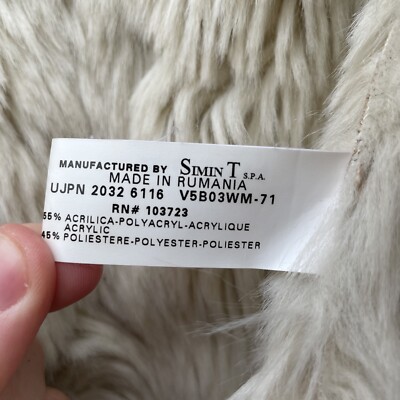 MANUFACTURED BY SIMIN T S.P.A.
MADE IN RUMANIA
UJPN 2032 6116 V5B03WM-71
RN# 103723
55% ACRILICA-POLYACRYL-ACRYLIQUE
ACRYLIC
45% POLIESTERE-POLYESTER-POLIESTER